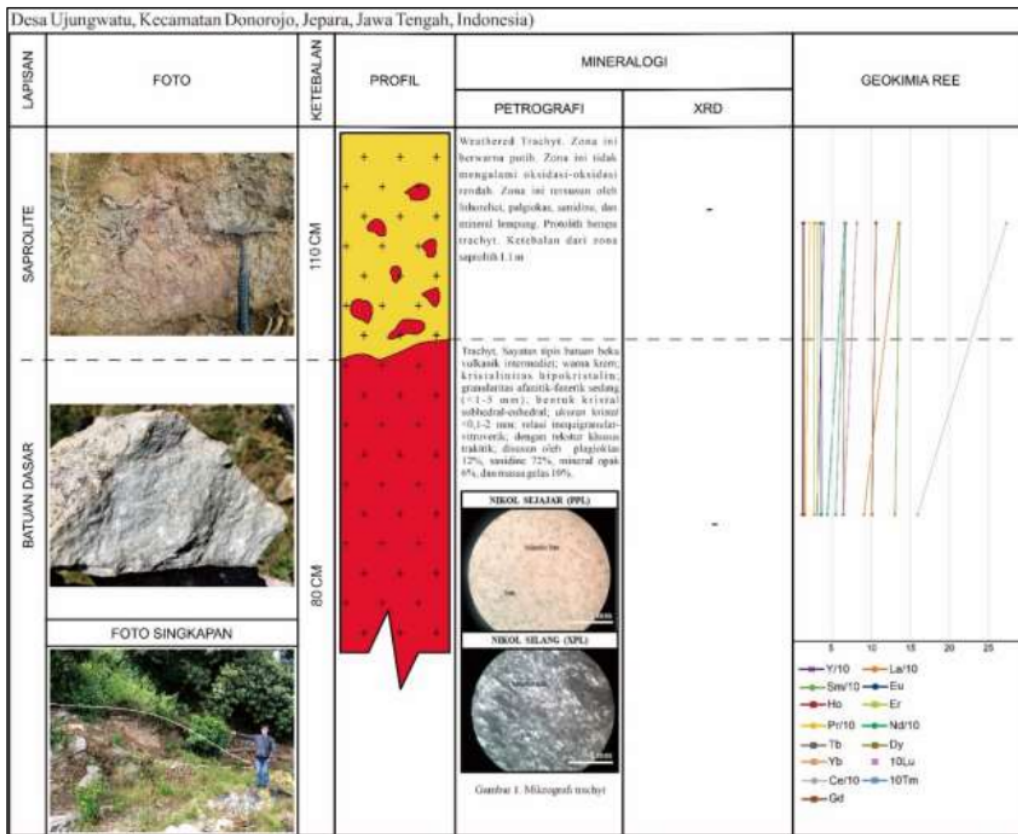 Desa Ujungwatu, Kecamatan Donorojo, Jepara, Jawa Tengah, Indonesia)
LAPISAN
FOTO
KETEBALAN
PROFIL
MINERALOGI
PETROGRAFI
XRD
GEOKIMIA REE
SAPROLITE
110 CM
Weathered Trachyt. Zona ini
berwarna putih. Zona ini tidak
mengalami oksidasi-oksidasi
rendah. Zona ini tersusun oleh
mineral lempung. Protolith berupa
trachyt. Ketebalan dari zona
saprolith 1.1 m
-
BATUAN DASAR
80 CM
Trachyt, Sayatan tipis batuan beku
vulkanik intermediet; warna krem;
kristalinitas hipokristalin;
granularitas afanitik-fanerik sedang
(<1-5 mm); bentuk kristal
subhedral-euhedral; ukuran kristal
<0,1-2 mm; relasi inequigranular-
vitroverik; dengan tekstur khusus
trakitik; disusun oleh plagioklas
12%, sanidine 72%, mineral opak
6%, dan massa gelas 10%.
-
NIKOL SEJAJAR (PPL)
NIKOL SILANG (XPL)
Gambar 1. Mikrografi trachyt
FOTO SINGKAPAN
5 10 15 20 25
Y/10 La/10
Sm/10 Eu
Ho Er
Pr/10 Nd/10
Tb Dy
Yb 10Lu
Ce/10 10Tm
Gd